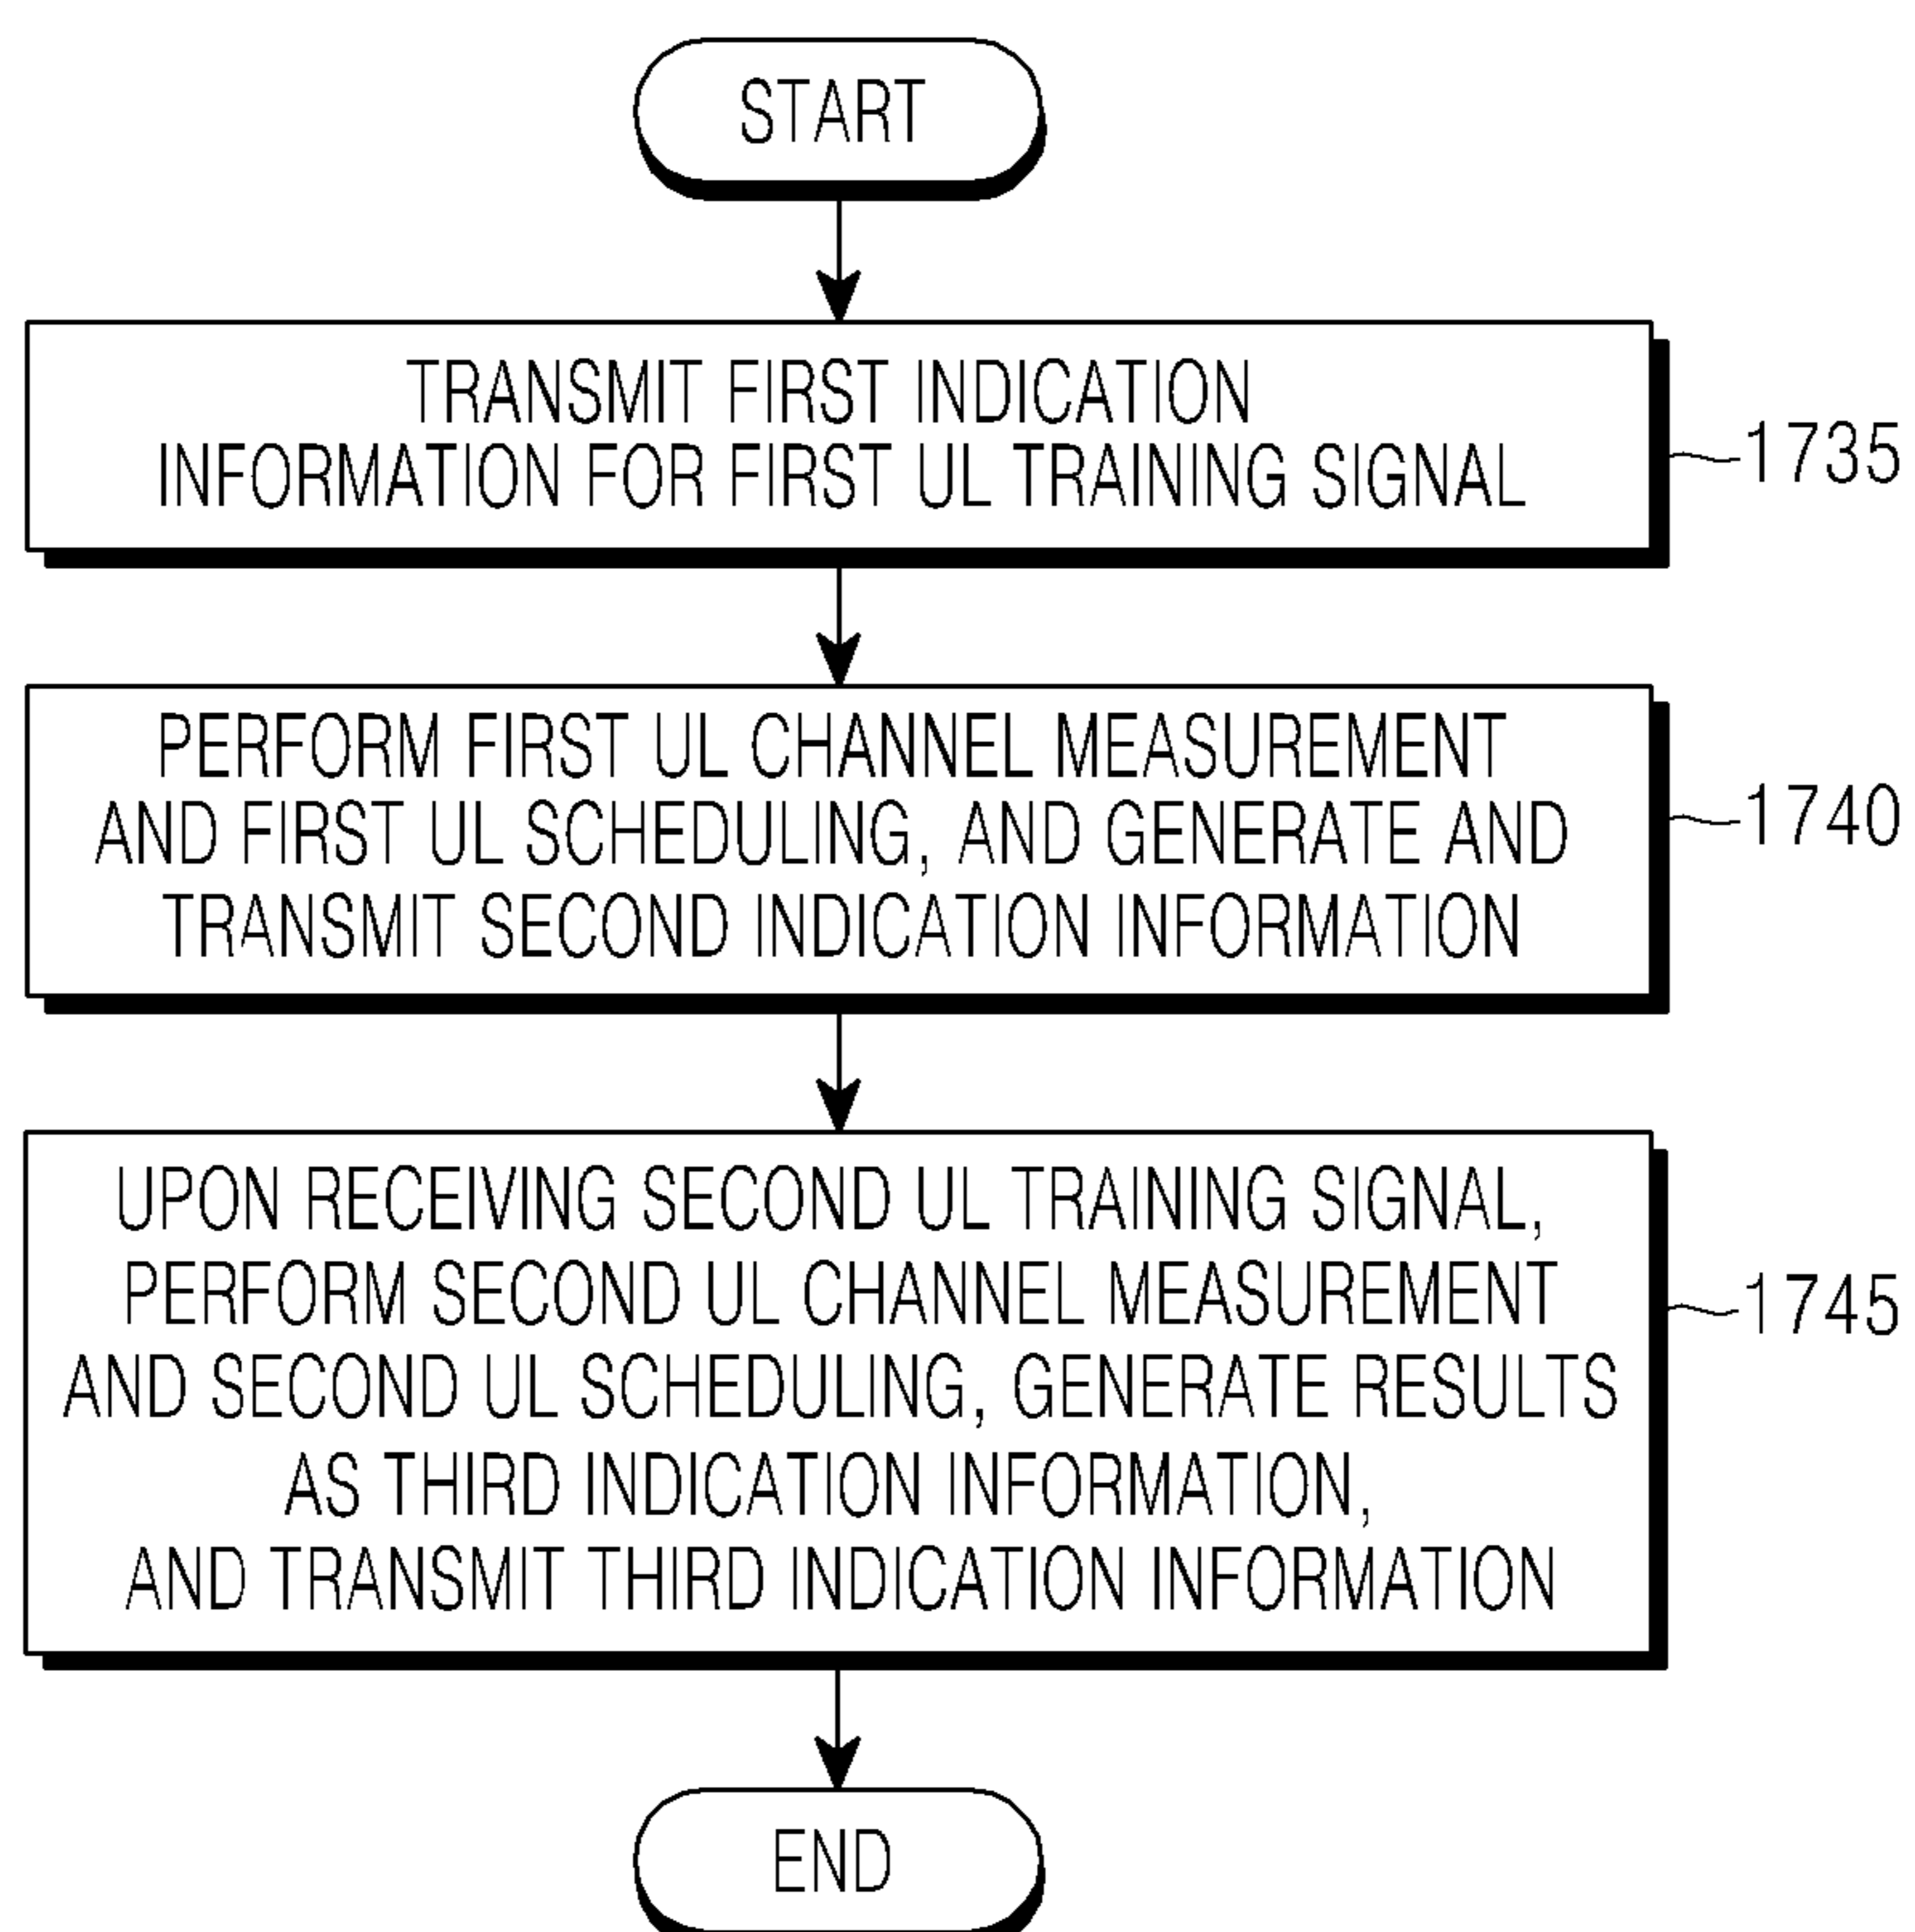 START
TRANSMIT FIRST INDICATION
INFORMATION FOR FIRST UL TRAINING SIGNAL
1735
PERFORM FIRST UL CHANNEL MEASUREMENT
AND FIRST UL SCHEDULING, AND GENERATE AND
TRANSMIT SECOND INDICATION INFORMATION
1740
UPON RECEIVING SECOND UL TRAINING SIGNAL,
PERFORM SECOND UL CHANNEL MEASUREMENT
AND SECOND UL SCHEDULING, GENERATE RESULTS
AS THIRD INDICATION INFORMATION,
AND TRANSMIT THIRD INDICATION INFORMATION
1745
END